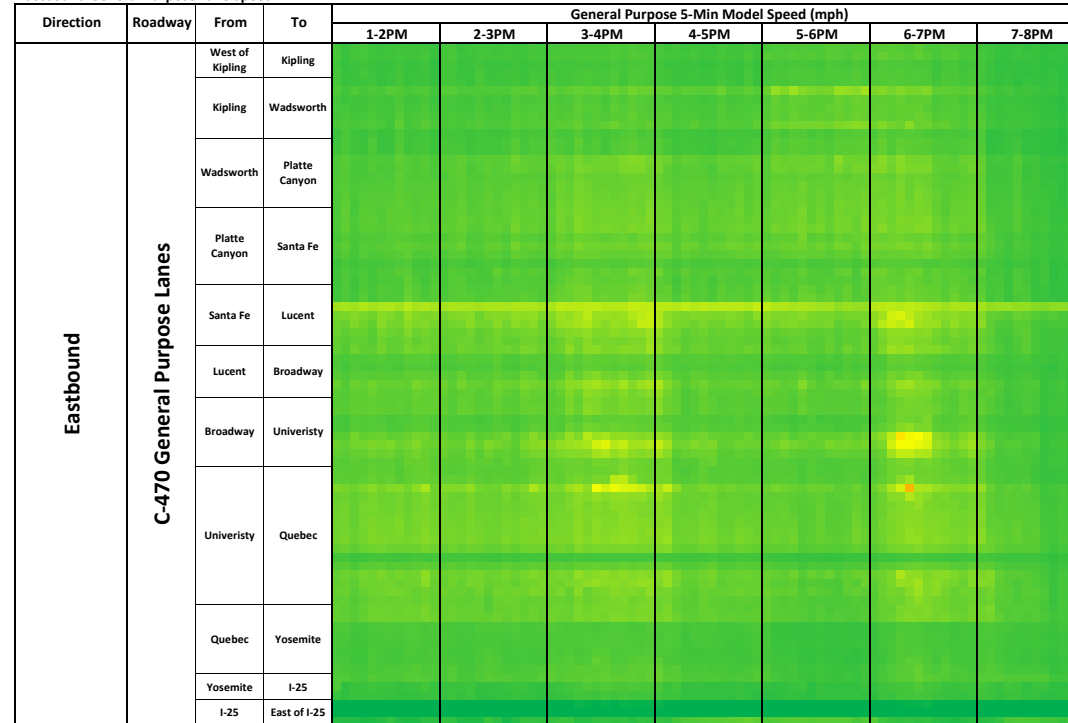 General Purpose 5-Min Model Speed (mph)
Direction Roadway From To
1-2PM 2-3PM 3-4PM 4-5PM 5-6PM 6-7PM 7-8PM
Eastbound
C-470 General Purpose Lanes
West of
Kipling
Kipling
Kipling
Wadsworth
Wadsworth
Platte
Canyon
Platte
Canyon
Santa Fe
Santa Fe
Lucent
Lucent
Broadway
Broadway
Univeristy
Univeristy
Quebec
Quebec
Yosemite
Yosemite
I-25
I-25
East of I-25